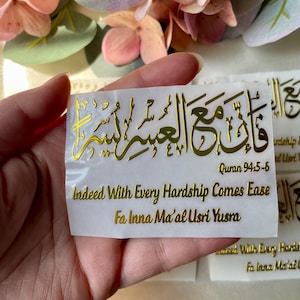 فَإِنَّ مَعَ الْعُسْرِ يُسْرًا
Quran 94:5-6
Indeed With Every Hardship Comes Ease
Fa Inna Ma'al Usri Yusra